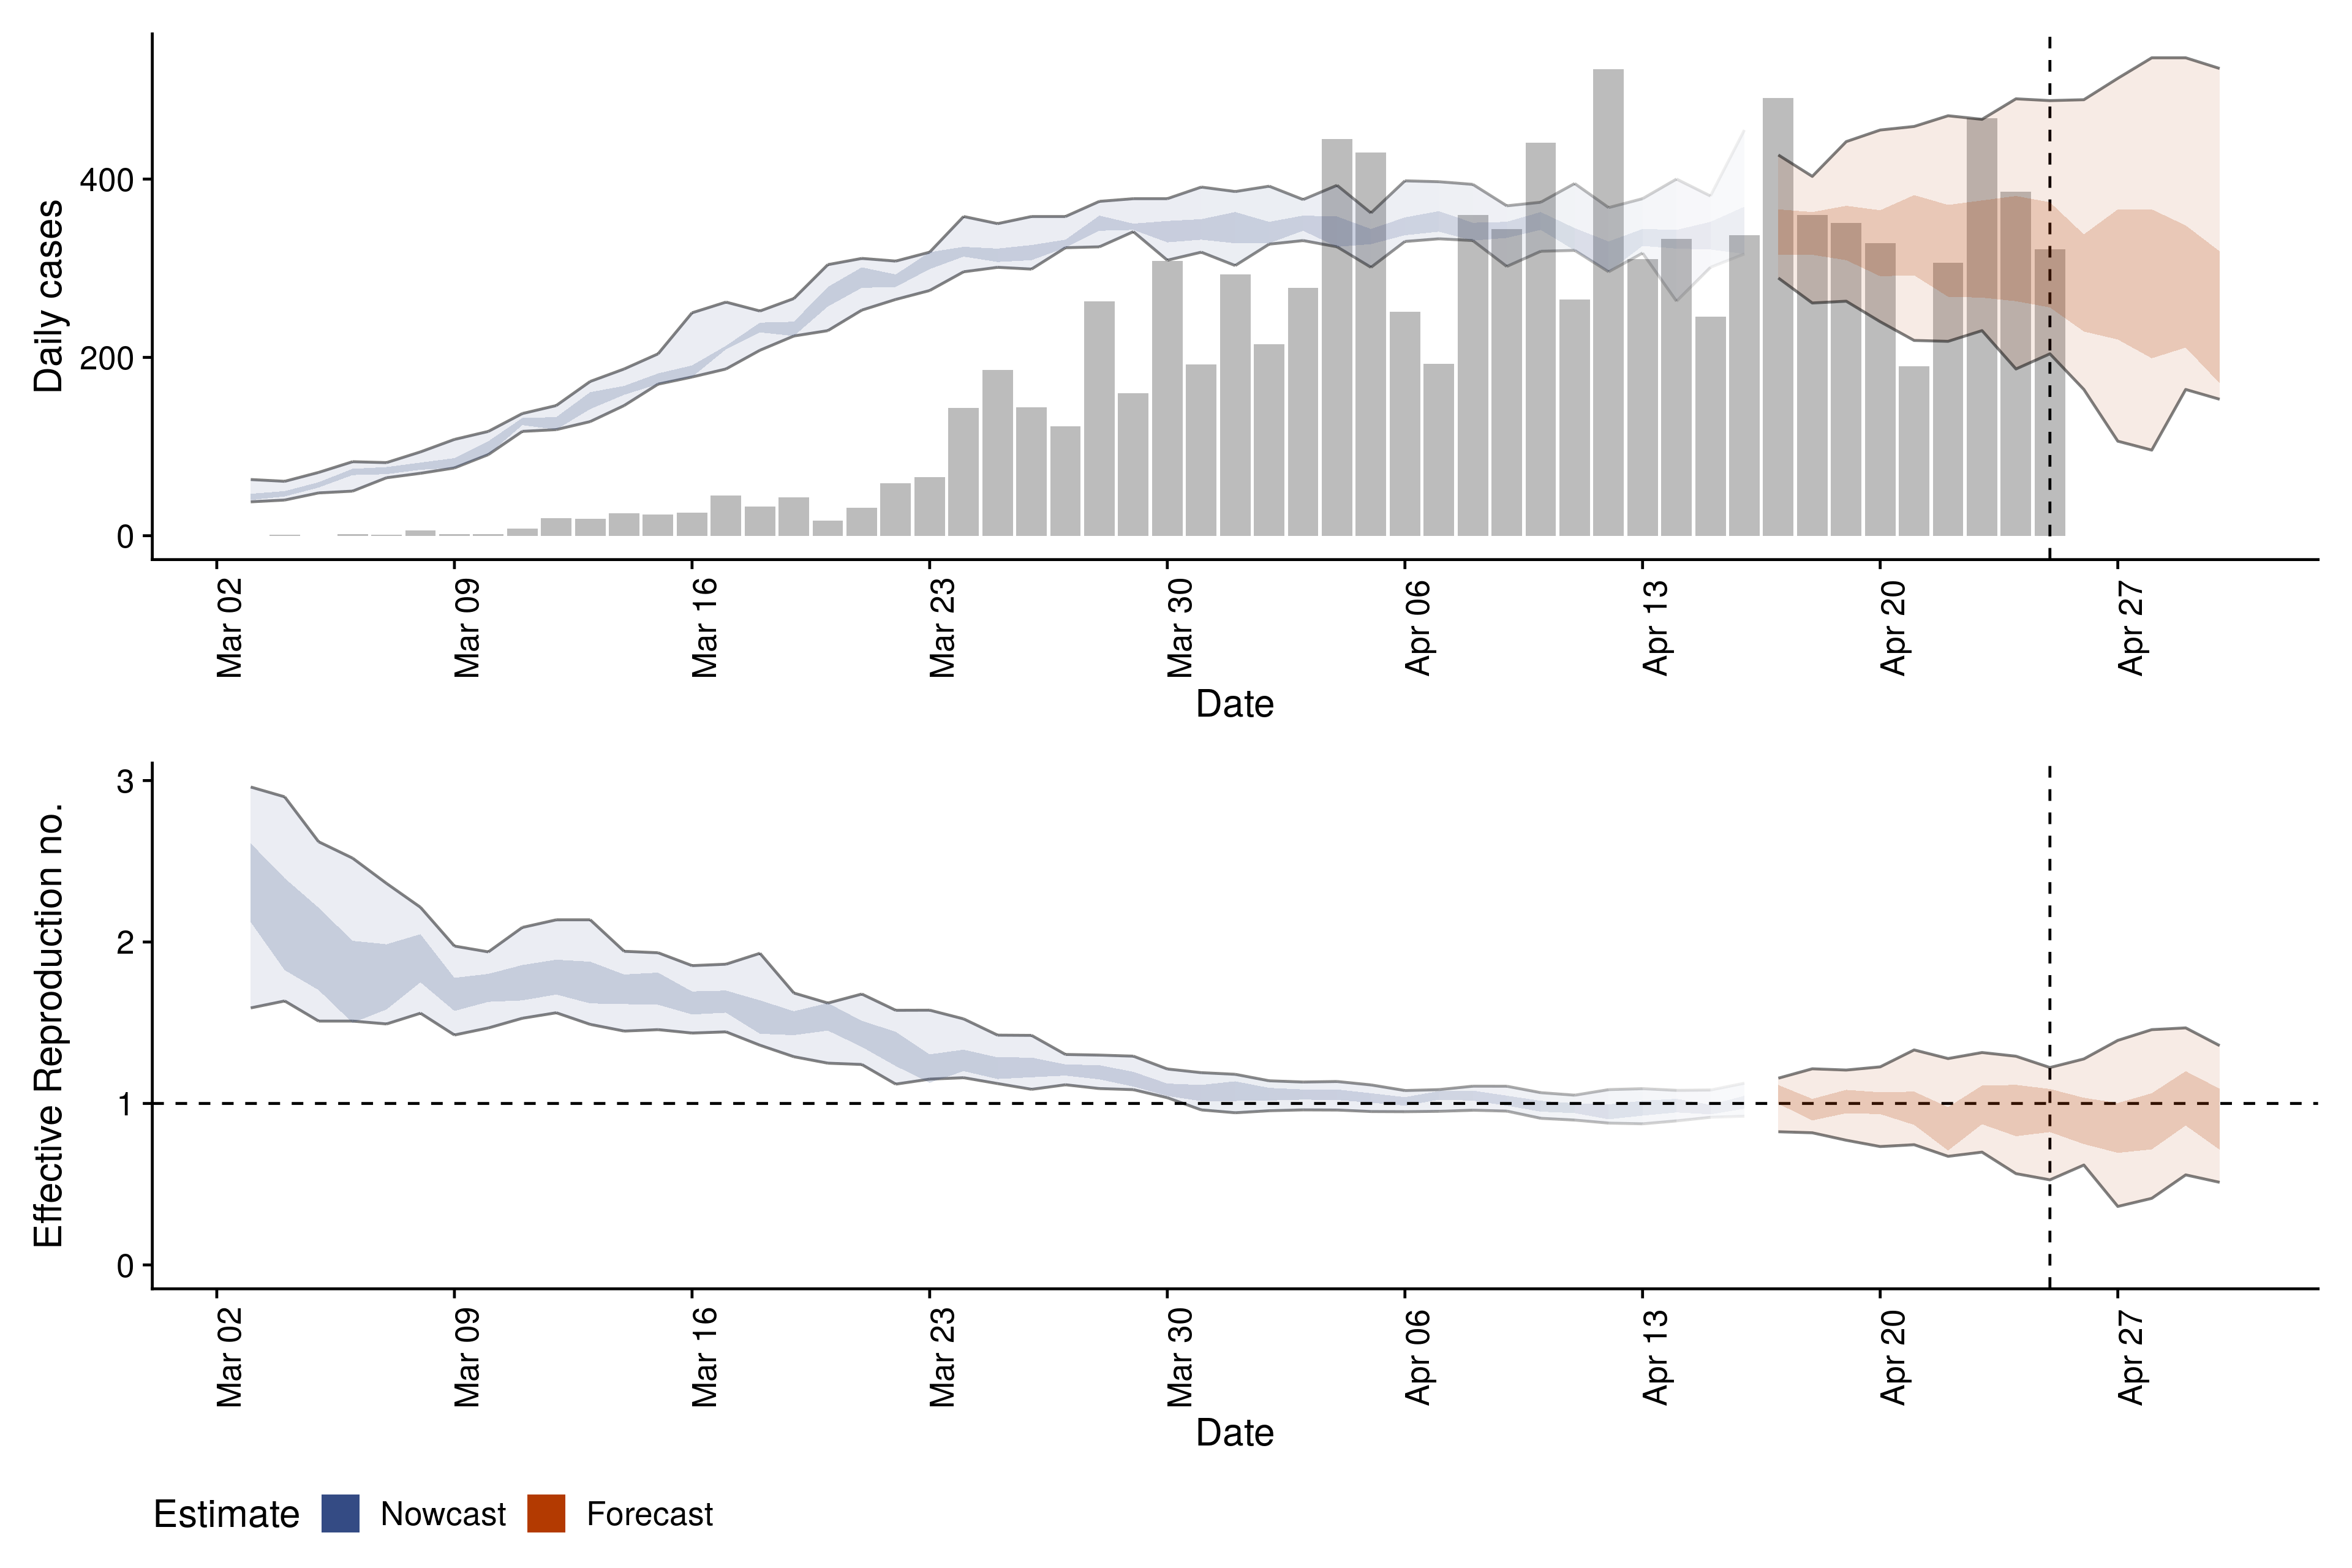 Daily cases
400
200
0
Mar 02
Mar 09
Mar 16
Mar 23
Mar 30
Apr 06
Apr 13
Apr 20
Apr 27
Date
Effective Reproduction no.
3
2
1
0
Mar 02
Mar 09
Mar 16
Mar 23
Mar 30
Apr 06
Apr 13
Apr 20
Apr 27
Date
Estimate Nowcast Forecast